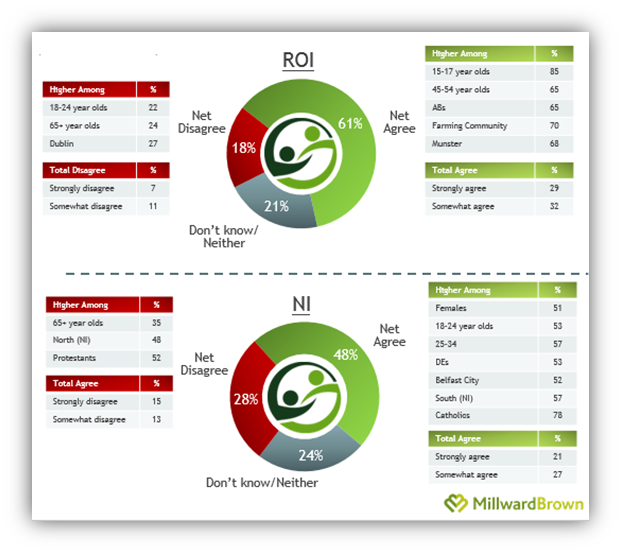 ROI
Higher Among %
18-24 year olds 22
65+ year olds 24
Dublin 27
Total Disagree %
Strongly disagree 7
Somewhat disagree 11
Net
Disagree
18%
61%
21%
Net
Agree
Don't know/
Neither
Higher Among %
15-17 year olds 85
45-54 year olds 65
ABs 65
Farming Community 70
Munster 68
Total Agree %
Strongly agree 29
Somewhat agree 32
NI
Higher Among %
65+ year olds 35
North (NI) 48
Protestants 52
Total Agree %
Strongly disagree 15
Somewhat disagree 13
Net
Disagree
28%
48%
24%
Net
Agree
Don't know/Neither
Higher Among %
Females 51
18-24 year olds 53
25-34 57
DEs 53
Belfast City 52
South (NI) 57
Catholics 78
Total Agree %
Strongly agree 21
Somewhat agree 27
MillwardBrown